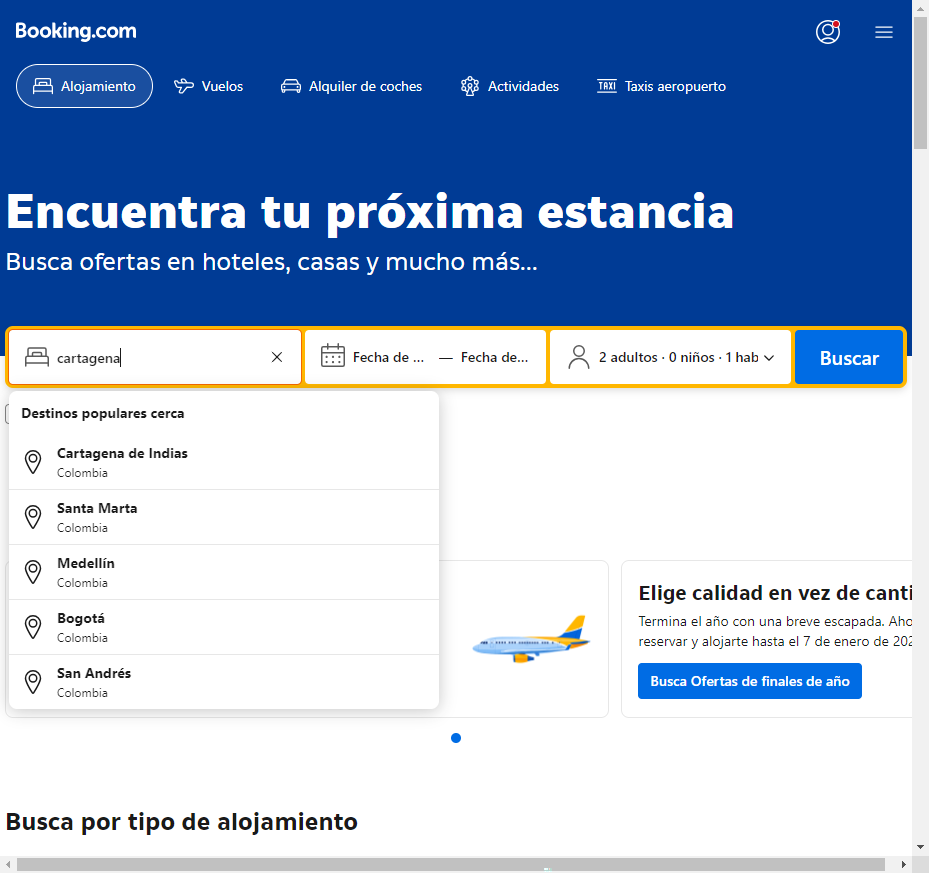 Booking.com
Alojamiento
Vuelos
Alquiler de coches
Actividades
TAXI
Taxis aeropuerto
Encuentra tu próxima estancia
Busca ofertas en hoteles, casas y mucho más...
cartagena
Fecha de ... — Fecha de...
2 adultos · 0 niños · 1 hab
Buscar
Destinos populares cerca
Cartagena de Indias
Colombia
Santa Marta
Colombia
Medellín
Colombia
Bogotá
Colombia
San Andrés
Colombia
Elige calidad en vez de canti
Termina el año con una breve escapada. Aho
reservar y alojarte hasta el 7 de enero de 202
Busca Ofertas de finales de año
Busca por tipo de alojamiento